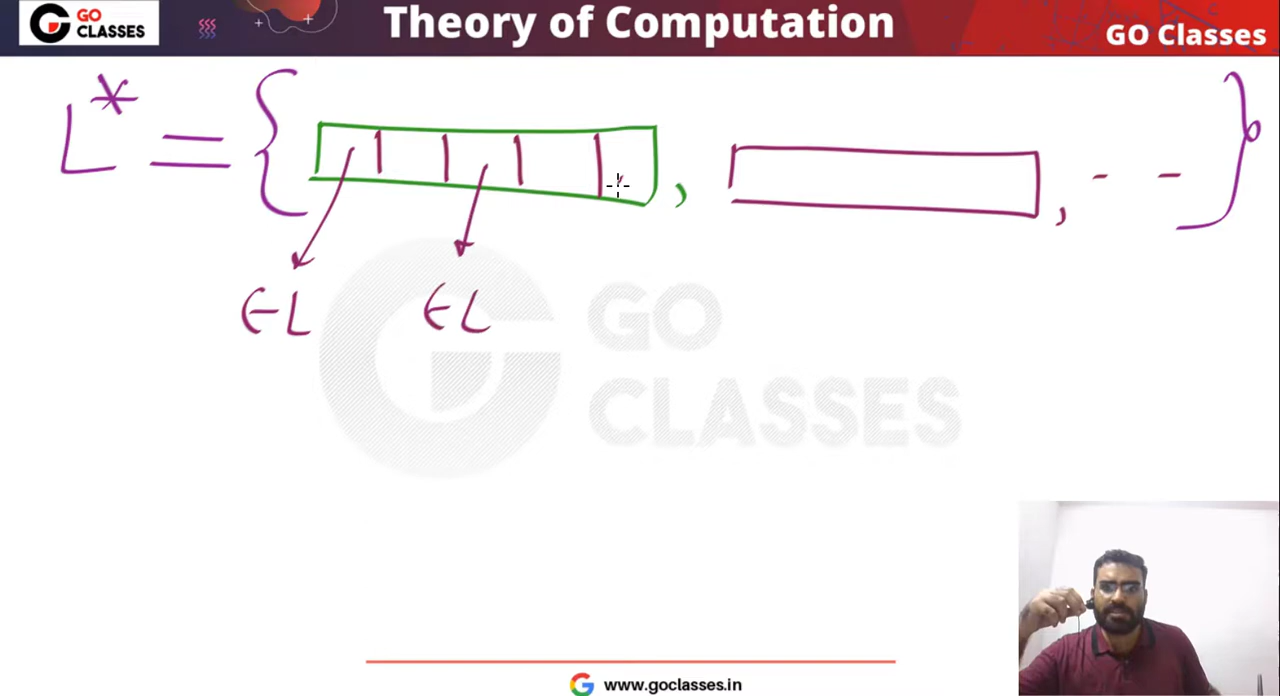 GO CLASSES
Theory of Computation
GO Classes
L* = { , , - - }
∈L ∈L
GO
CLASSES
www.goclasses.in